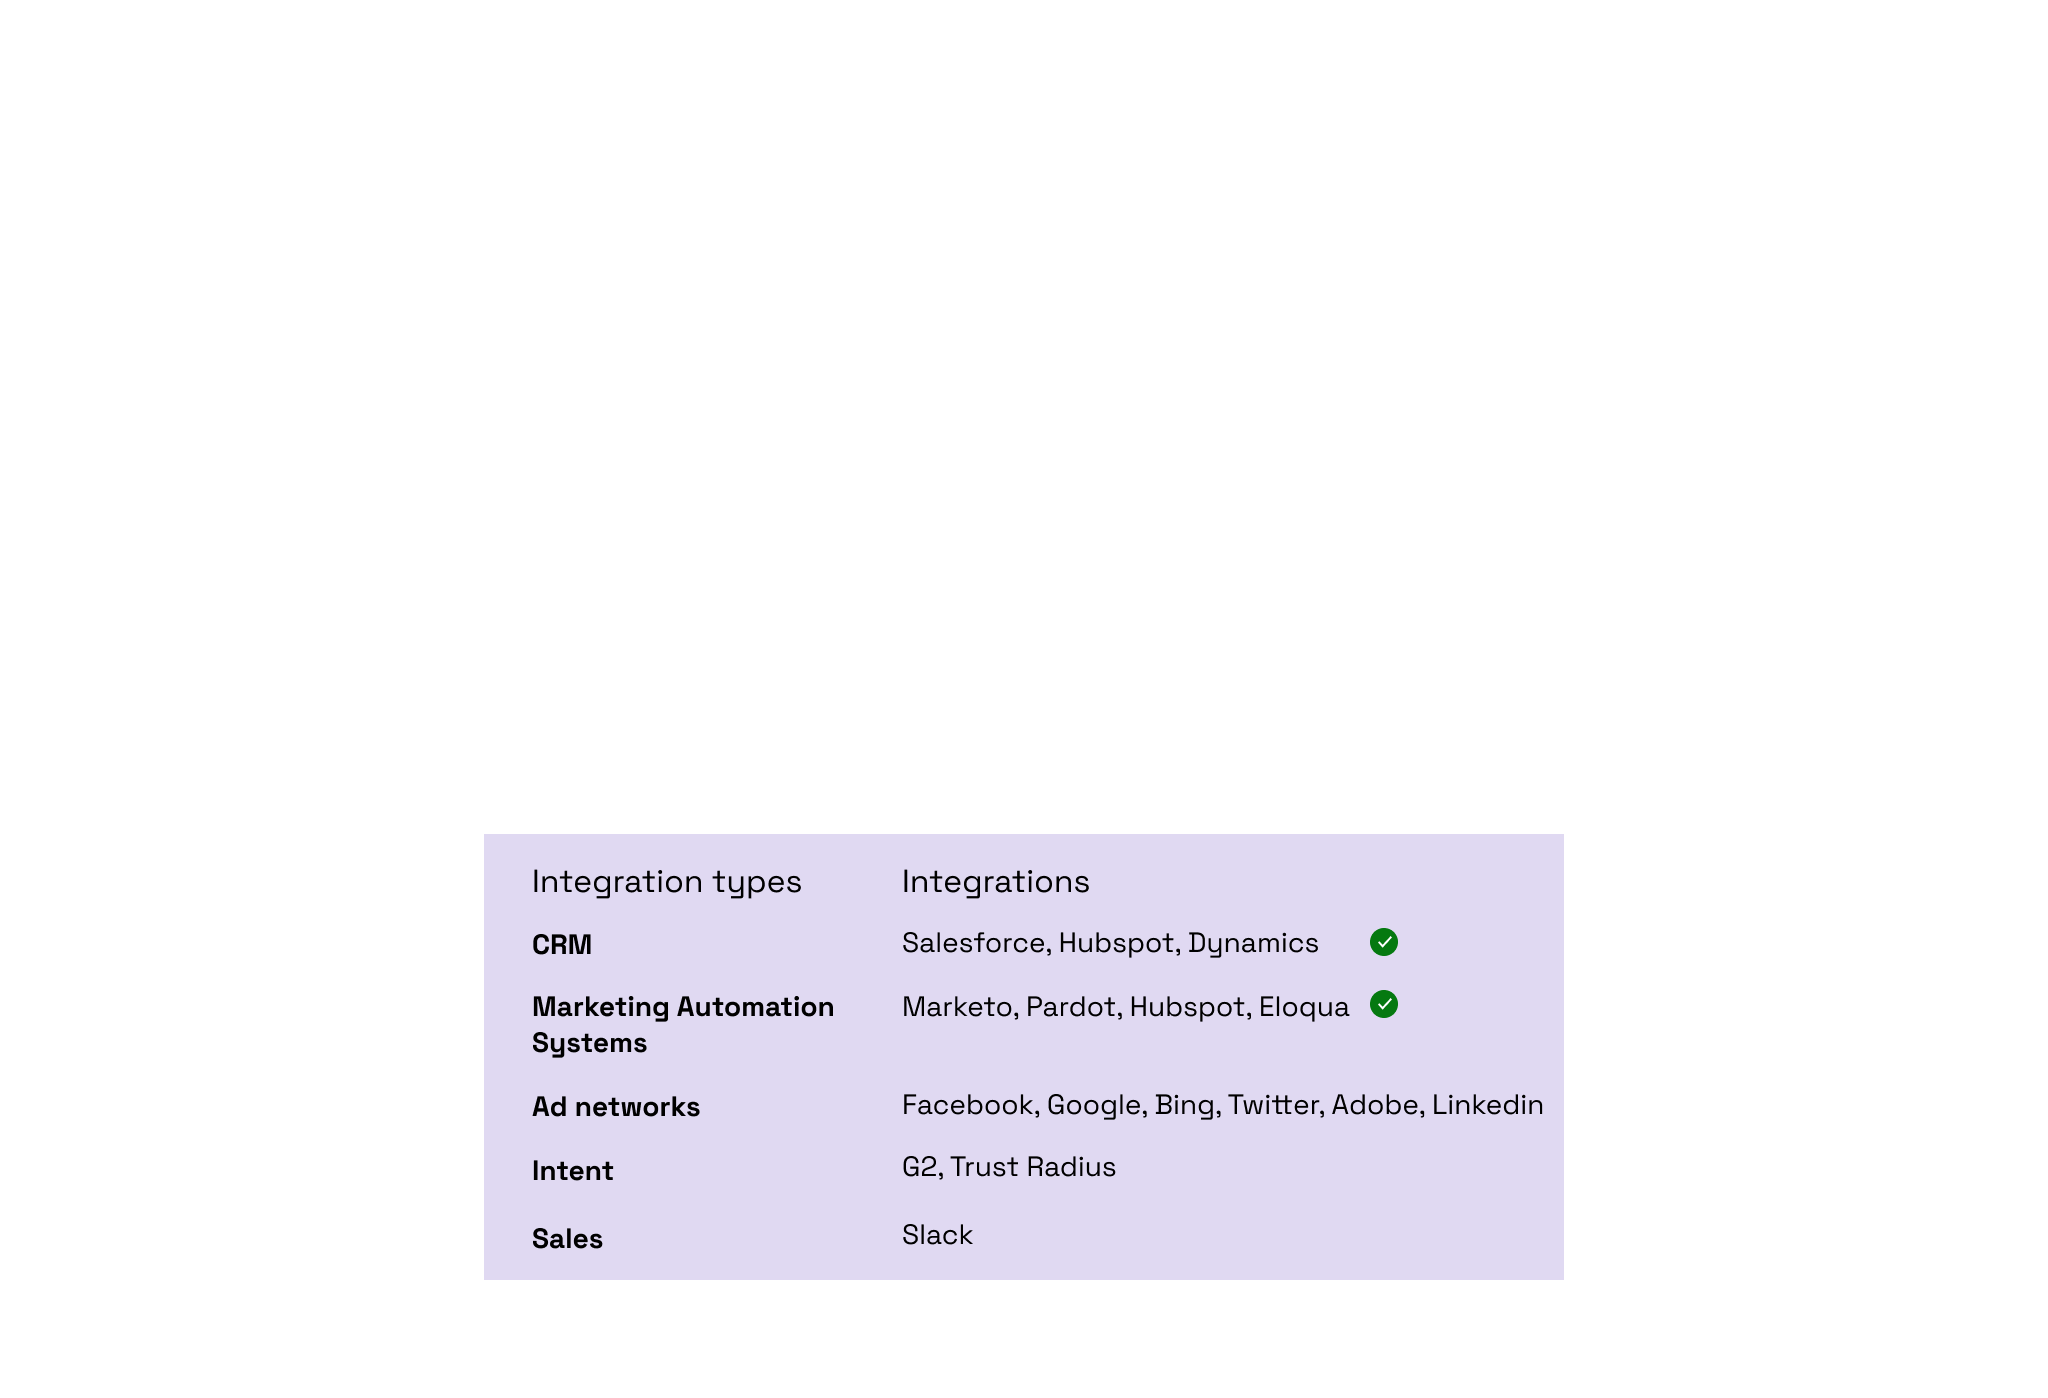 Integration types Integrations
CRM Salesforce, Hubspot, Dynamics
Marketing Automation Marketo, Pardot, Hubspot, Eloqua
Systems
Ad networks Facebook, Google, Bing, Twitter, Adobe, Linkedin
Intent G2, Trust Radius
Sales Slack